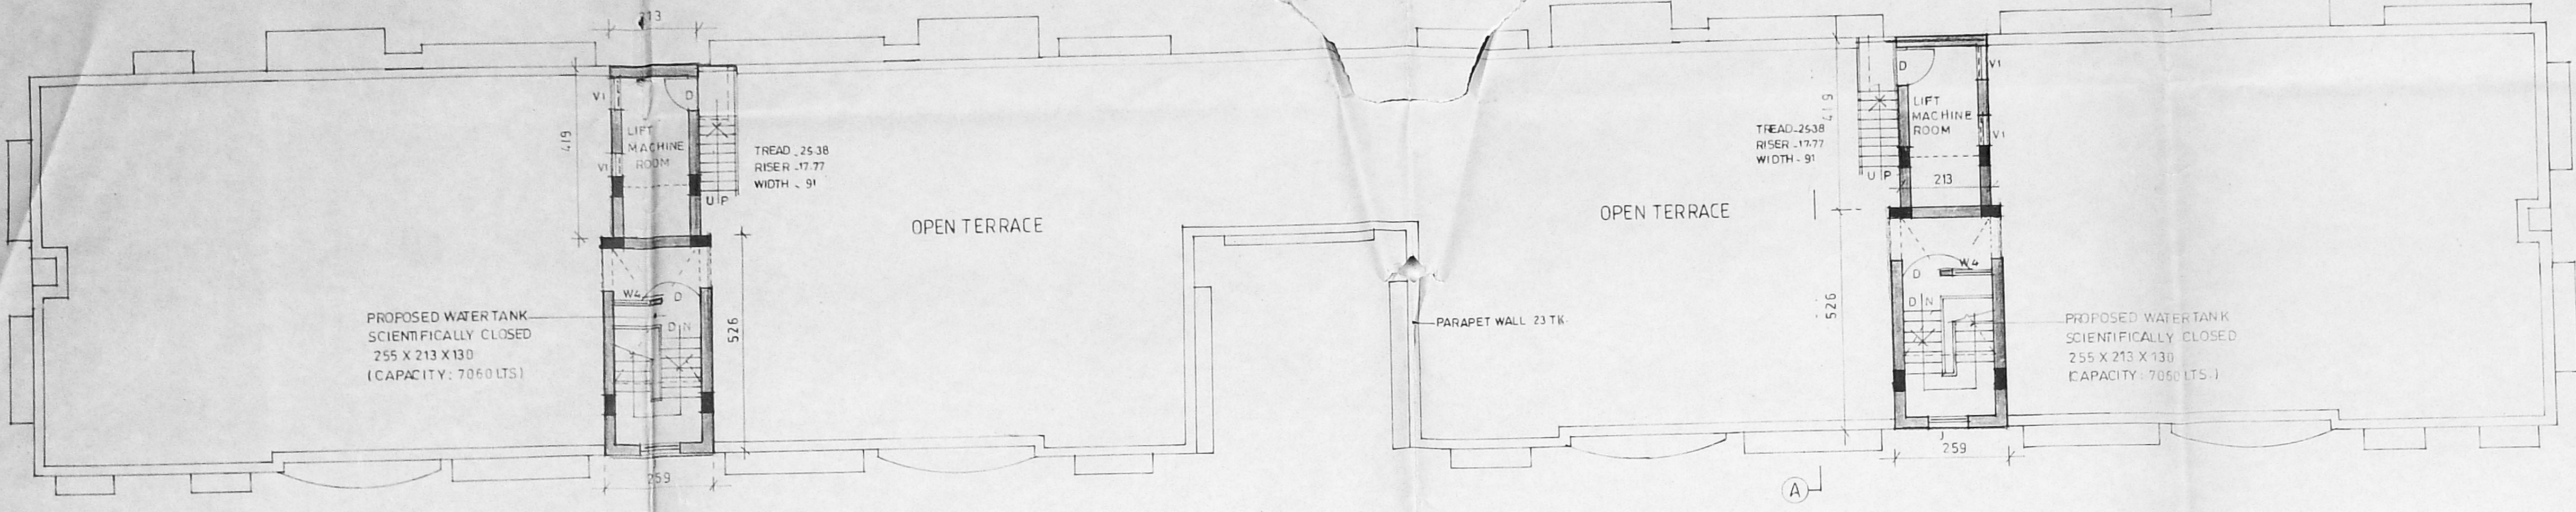 213
V1
D
LIFT
MACHINE
ROOM
V1
419
TREAD - 25.38
RISER - 17.77
WIDTH - 91
UP
OPEN TERRACE
W4
D
DN
526
PROPOSED WATER TANK
SCIENTIFICALLY CLOSED
255 X 213 X 130
(CAPACITY: 7060 LTS)
259
PARAPET WALL 23 TK.
OPEN TERRACE
TREAD - 25.38
RISER - 17.77
WIDTH - 91
419
UP
D
V1
LIFT
MACHINE
ROOM
V1
213
W4
D
DN
526
PROPOSED WATER TANK
SCIENTIFICALLY CLOSED
255 X 213 X 130
(CAPACITY: 7060 LTS.)
259
A